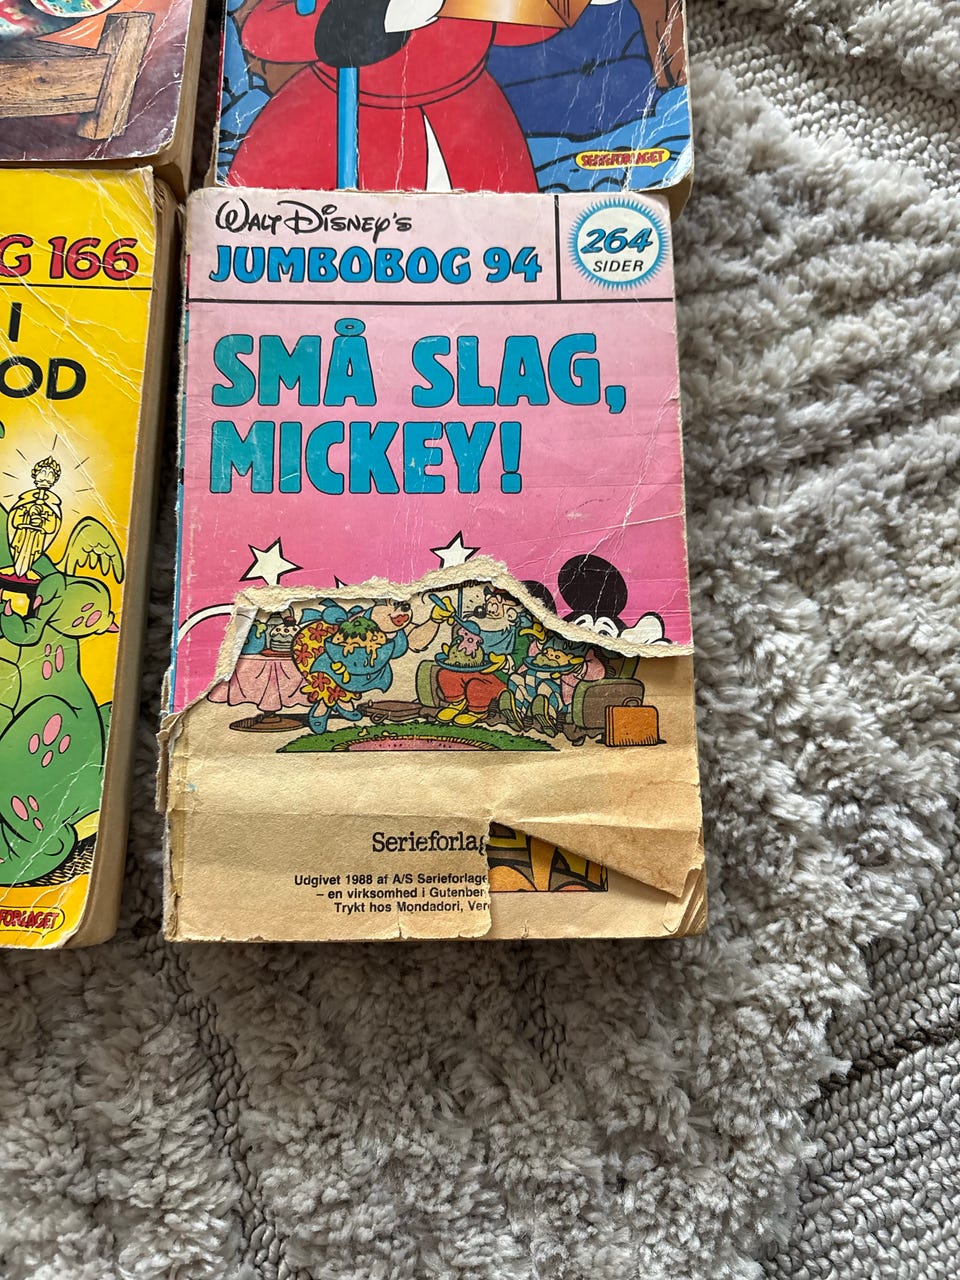 SERIEFORLAGET
G 166
I
OD
WALT DISNEY'S
JUMBOBOG 94
264
SIDER
SMÅ SLAG,
MICKEY!
Serieforlag
Udgivet 1988 af A/S Serieforlage
– en virksomhed i Gutenber
Trykt hos Mondadori, Ver
FORLAGET